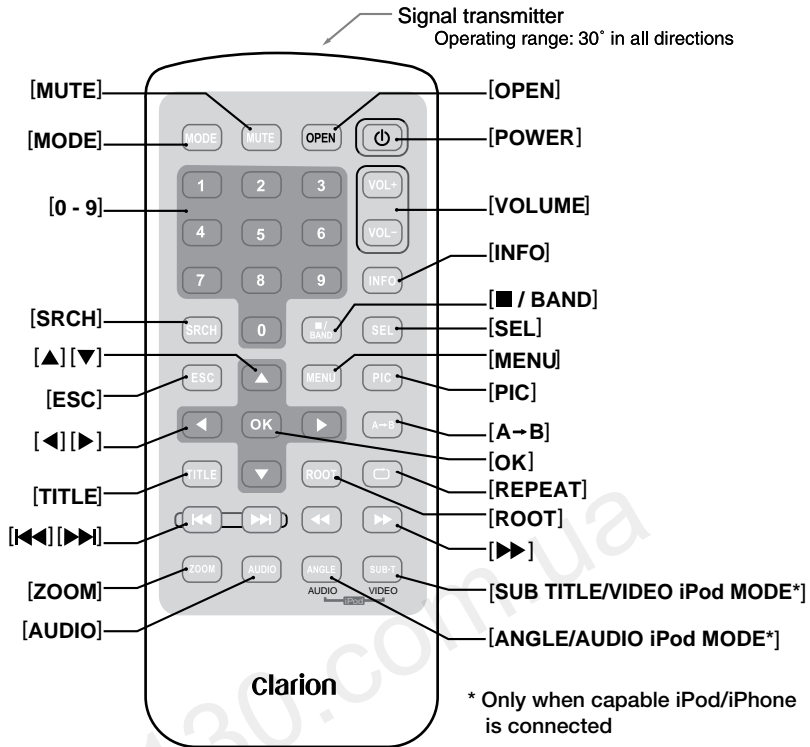 Signal transmitter
Operating range: 30˚ in all directions
[MUTE]
[MODE]
[0 - 9]
[SRCH]
[▲][▼]
[ESC]
[◀][▶]
[TITLE]
[|◀◀][▶▶|]
[ZOOM]
[AUDIO]
MODE MUTE OPEN
1 2 3 VOL+
4 5 6 VOL−
7 8 9 INFO
SRCH 0 ■/ BAND SEL
ESC ▲ MENU PIC
◀ OK ▶ A→B
TITLE ▼ ROOT
|◀◀ ▶▶| ◀◀ ▶▶
ZOOM AUDIO ANGLE SUB-T
AUDIO VIDEO
iPod
clarion
[OPEN]
[POWER]
[VOLUME]
[INFO]
[■ / BAND]
[SEL]
[MENU]
[PIC]
[A→B]
[OK]
[REPEAT]
[ROOT]
[▶▶]
[SUB TITLE/VIDEO iPod MODE*]
[ANGLE/AUDIO iPod MODE*]
* Only when capable iPod/iPhone
is connected
130.com.ua